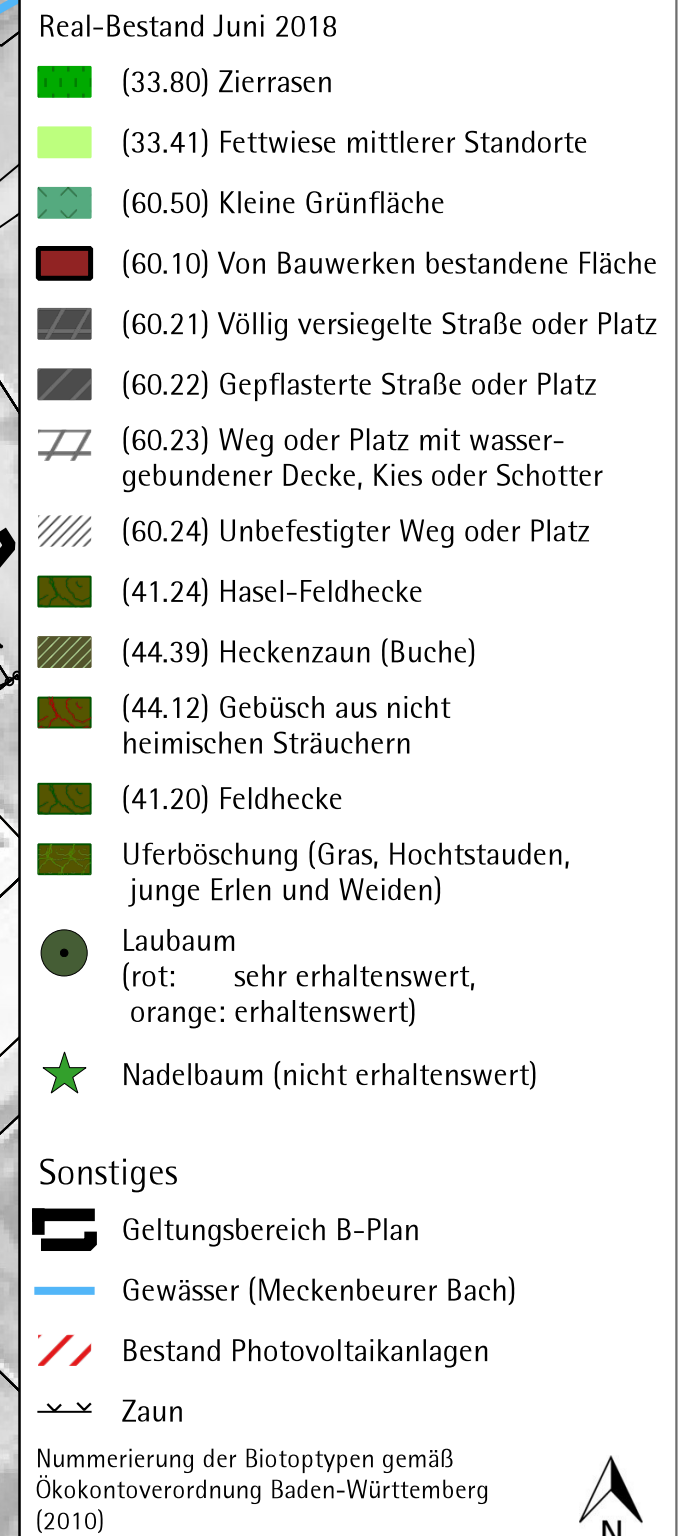 Real-Bestand Juni 2018
(33.80) Zierrasen
(33.41) Fettwiese mittlerer Standorte
(60.50) Kleine Grünfläche
(60.10) Von Bauwerken bestandene Fläche
(60.21) Völlig versiegelte Straße oder Platz
(60.22) Gepflasterte Straße oder Platz
(60.23) Weg oder Platz mit wasser-
gebundener Decke, Kies oder Schotter
(60.24) Unbefestigter Weg oder Platz
(41.24) Hasel-Feldhecke
(44.39) Heckenzaun (Buche)
(44.12) Gebüsch aus nicht
heimischen Sträuchern
(41.20) Feldhecke
Uferböschung (Gras, Hochtstauden,
junge Erlen und Weiden)
Laubaum
(rot: sehr erhaltenswert,
orange: erhaltenswert)
Nadelbaum (nicht erhaltenswert)
Sonstiges
Geltungsbereich B-Plan
Gewässer (Meckenbeurer Bach)
Bestand Photovoltaikanlagen
Zaun
Nummerierung der Biotoptypen gemäß
Ökokontoverordnung Baden-Württemberg
(2010)
N